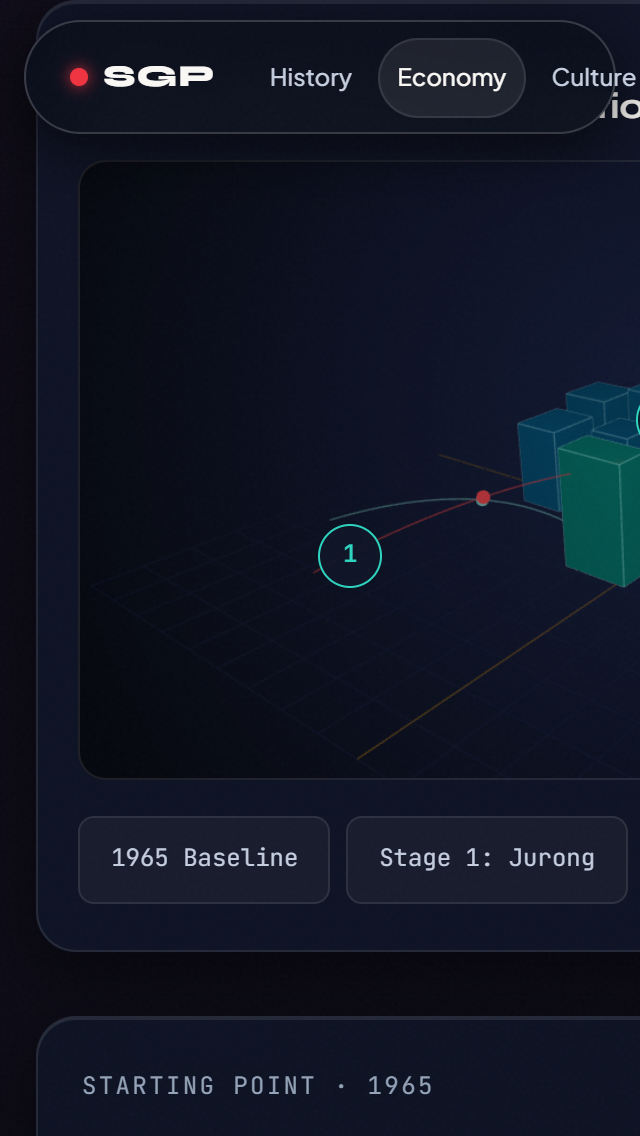 SGP
History
Economy
Culture
1
1965 Baseline
Stage 1: Jurong
STARTING POINT · 1965